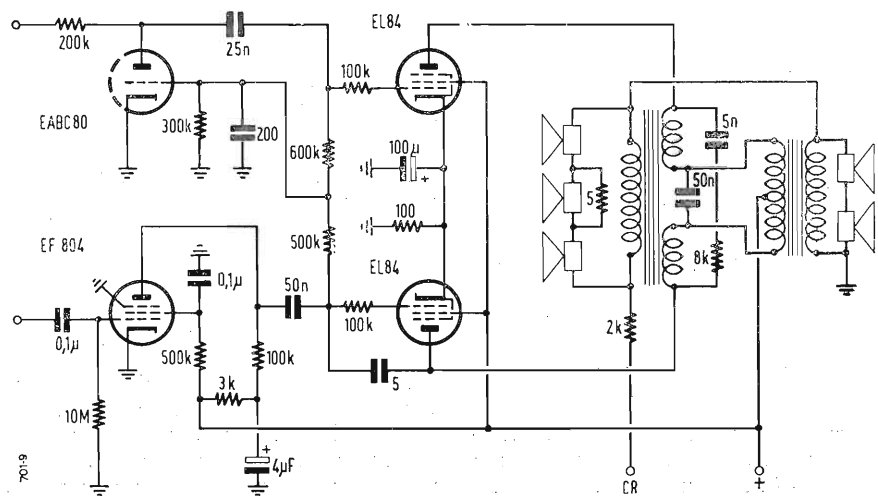 EL84
200k
25n
100k
EABC80
300k
200
600k
100µ
+
5
5n
50n
100
500k
EL84
8k
EF 804
0,1µ
50n
100k
0,1µ
500k
100k
5
2k
3k
10M
+
4µF
CR
+
701-9